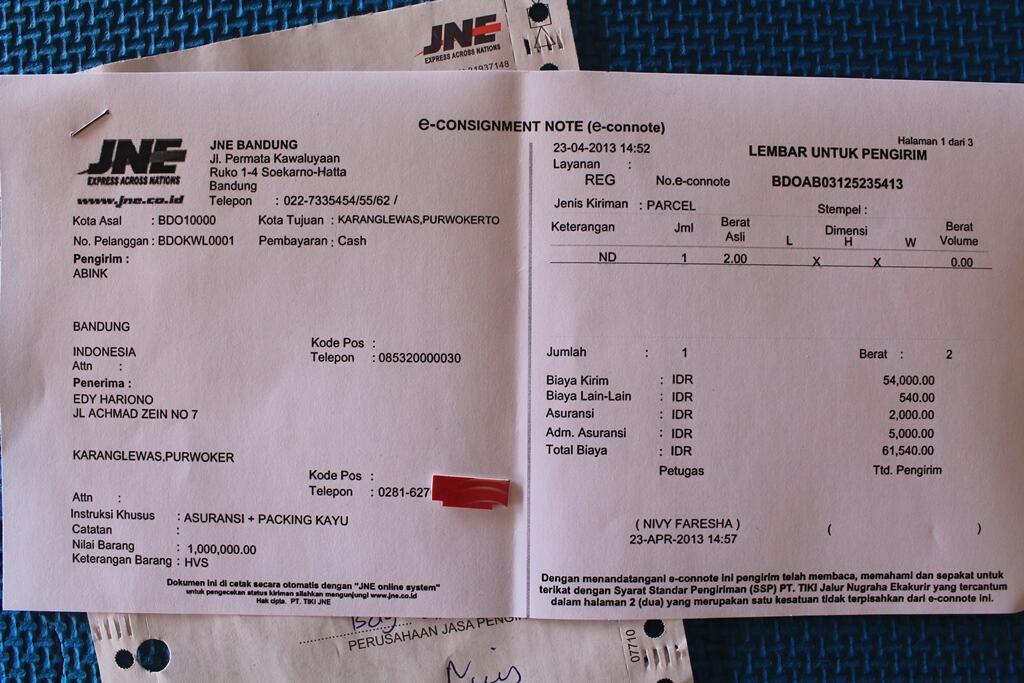 JNE
EXPRESS ACROSS NATIONS
e-CONSIGNMENT NOTE (e-connote)
JNE
EXPRESS ACROSS NATIONS
www.jne.co.id
JNE BANDUNG
Jl. Permata Kawaluyaan
Ruko 1-4 Soekarno-Hatta
Bandung
Telepon : 022-7335454/55/62 /
Kota Asal : BDO10000 Kota Tujuan : KARANGLEWAS,PURWOKERTO
No. Pelanggan : BDOKWL0001 Pembayaran : Cash
Pengirim :
ABINK
BANDUNG
Kode Pos :
INDONESIA Telepon : 085320000030
Attn :
Penerima :
EDY HARIONO
JL ACHMAD ZEIN NO 7
KARANGLEWAS,PURWOKER
Kode Pos :
Telepon : 0281-627
Attn :
Instruksi Khusus : ASURANSI + PACKING KAYU
Catatan :
Nilai Barang : 1,000,000.00
Keterangan Barang : HVS
Dokumen ini di cetak secara otomatis dengan "JNE online system"
untuk pengecekan status kiriman silahkan mengunjungi www.jne.co.id
Hak cipta. PT. TIKI JNE
Halaman 1 dari 3
23-04-2013 14:52
LEMBAR UNTUK PENGIRIM
Layanan :
REG No.e-connote BDOAB03125235413
Jenis Kiriman : PARCEL Stempel :
Keterangan Jml Berat Asli Dimensi L H W Berat Volume
ND 1 2.00 X X 0.00
Jumlah : 1 Berat : 2
Biaya Kirim : IDR 54,000.00
Biaya Lain-Lain : IDR 540.00
Asuransi : IDR 2,000.00
Adm. Asuransi : IDR 5,000.00
Total Biaya : IDR 61,540.00
Petugas Ttd. Pengirim
( NIVY FARESHA ) ( )
23-APR-2013 14:57
Dengan menandatangani e-connote ini pengirim telah membaca, memahami dan sepakat untuk
terikat dengan Syarat Standar Pengiriman (SSP) PT. TIKI Jalur Nugraha Ekakurir yang tercantum
dalam halaman 2 (dua) yang merupakan satu kesatuan tidak terpisahkan dari e-connote ini.
PERUSAHAAN JASA PENGI
07710